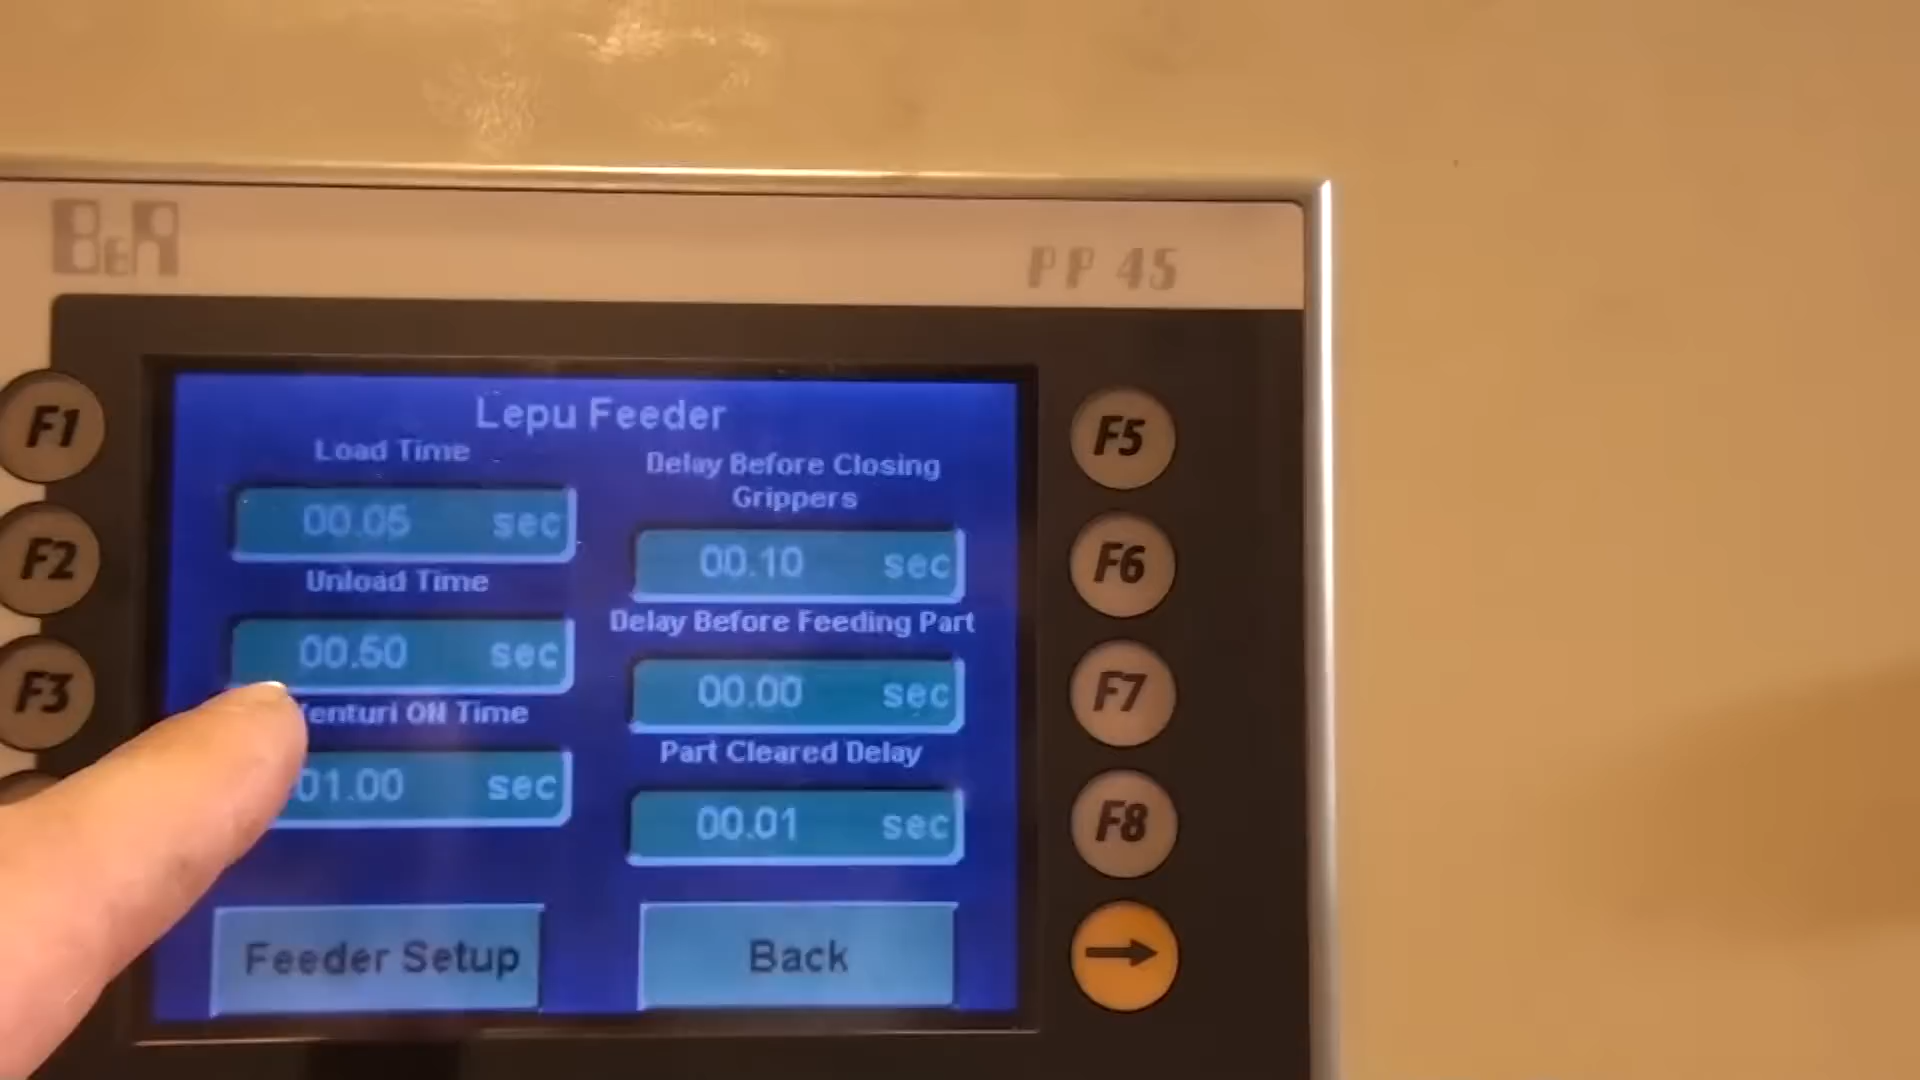 B&R
PP 45
F1
F2
F3
Lepu Feeder
Load Time
00.05 sec
Unload Time
00.50 sec
Venturi ON Time
01.00 sec
Delay Before Closing
Grippers
00.10 sec
Delay Before Feeding Part
00.00 sec
Part Cleared Delay
00.01 sec
Feeder Setup
Back
F5
F6
F7
F8